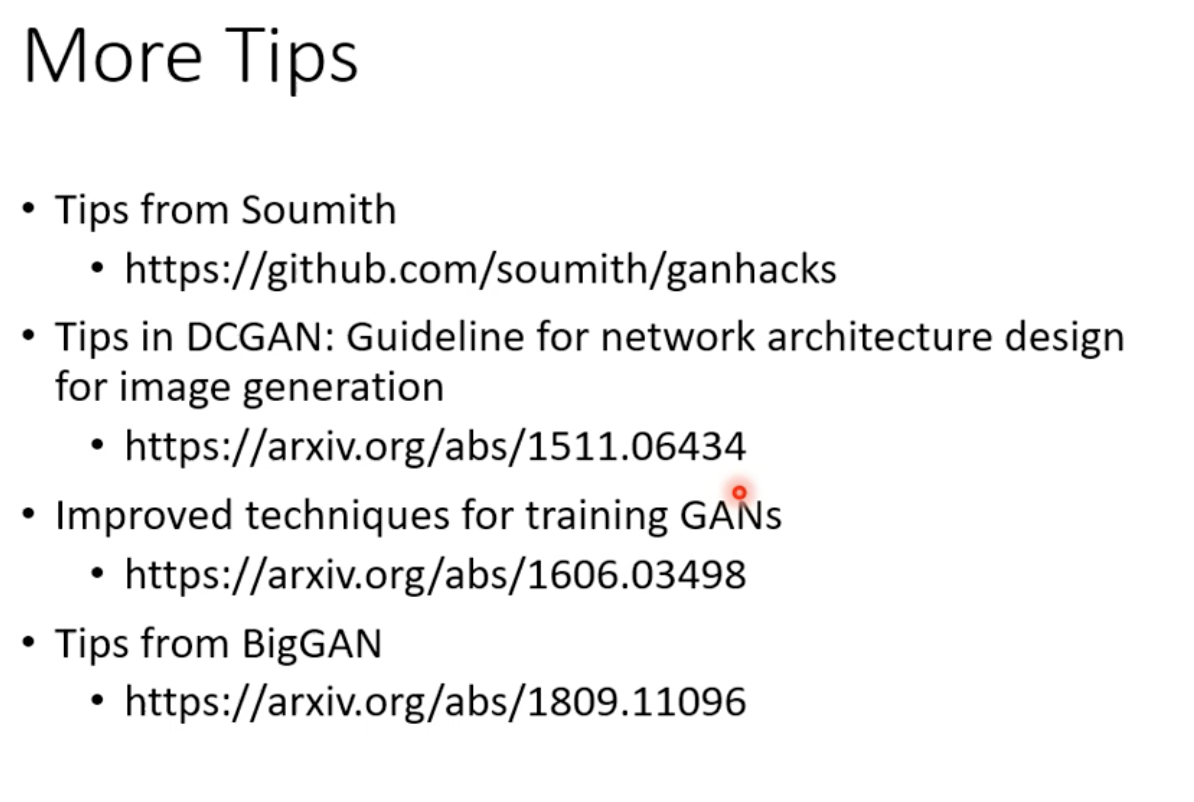 More Tips
• Tips from Soumith
• https://github.com/soumith/ganhacks
• Tips in DCGAN: Guideline for network architecture design
for image generation
• https://arxiv.org/abs/1511.06434
• Improved techniques for training GANs
• https://arxiv.org/abs/1606.03498
• Tips from BigGAN
• https://arxiv.org/abs/1809.11096